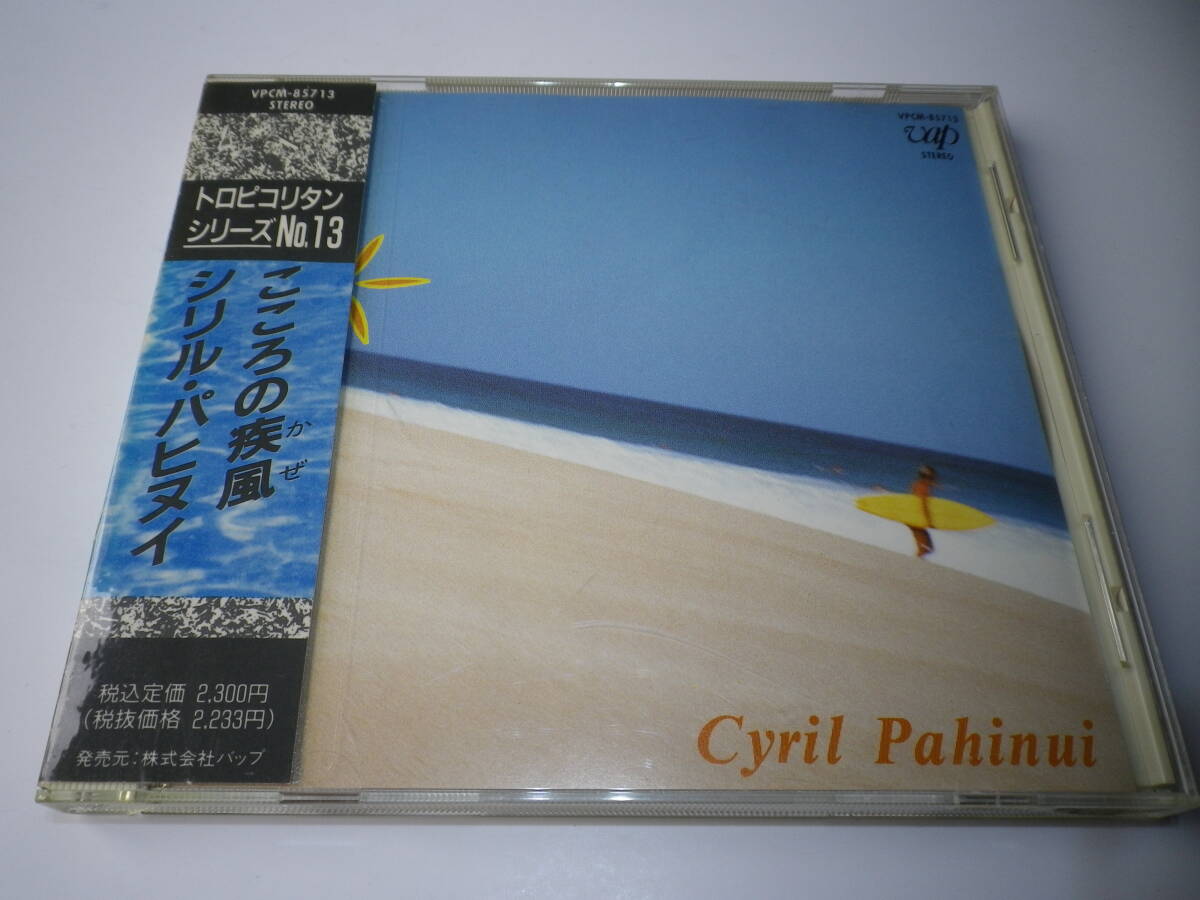 VPCM-85713
STEREO
トロピコリタン
シリーズ No.13
こころの疾風
かぜ
シリル・パヒヌイ
税込定価 2,300円
(税抜価格 2,233円)
発売元:株式会社バップ
VPCM-85713
vap
STEREO
Cyril Pahinui